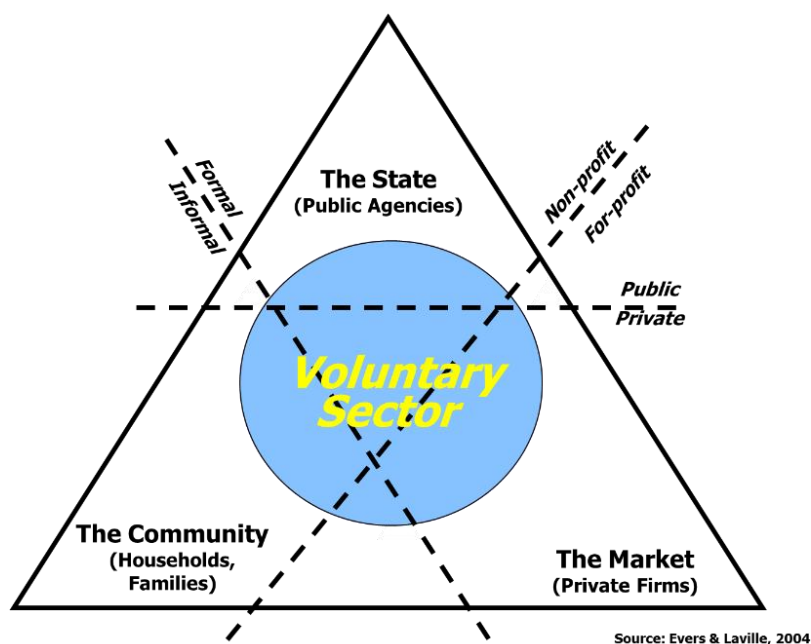 The State
(Public Agencies)
Formal
Informal
Non-profit
For-profit
Public
Private
Voluntary
Sector
The Community
(Households,
Families)
The Market
(Private Firms)
Source: Evers & Laville, 2004